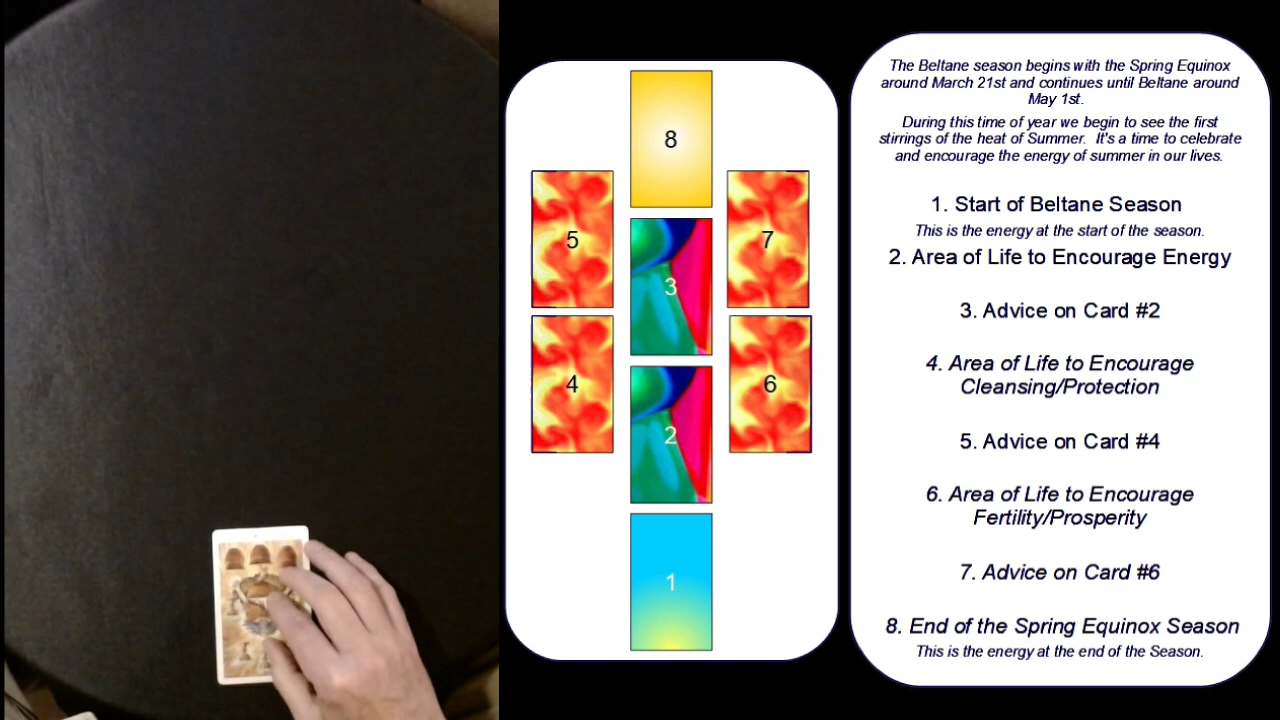 8
5
7
3
4
6
2
1
The Beltane season begins with the Spring Equinox
around March 21st and continues until Beltane around
May 1st.
During this time of year we begin to see the first
stirrings of the heat of Summer. It's a time to celebrate
and encourage the energy of summer in our lives.
1. Start of Beltane Season
This is the energy at the start of the season.
2. Area of Life to Encourage Energy
3. Advice on Card #2
4. Area of Life to Encourage
Cleansing/Protection
5. Advice on Card #4
6. Area of Life to Encourage
Fertility/Prosperity
7. Advice on Card #6
8. End of the Spring Equinox Season
This is the energy at the end of the Season.